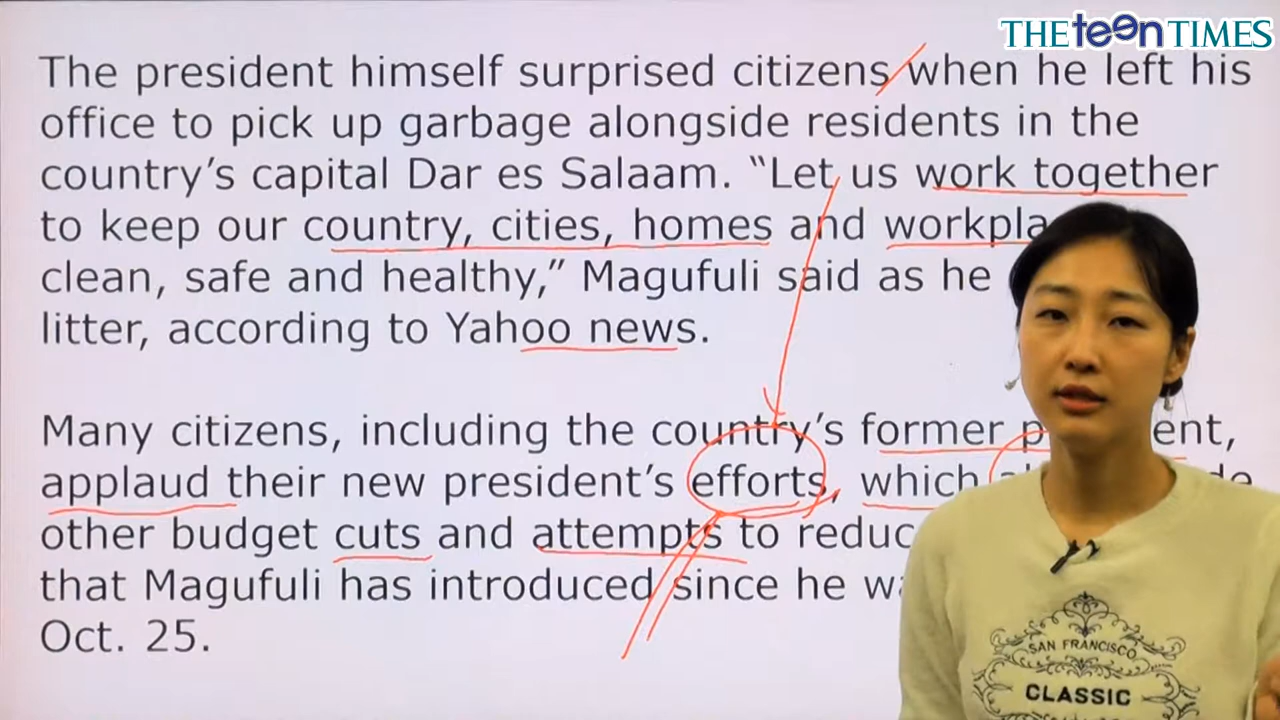 THE teen TIMES
The president himself surprised citizens when he left his
office to pick up garbage alongside residents in the
country’s capital Dar es Salaam. “Let us work together
to keep our country, cities, homes and workpla
clean, safe and healthy,” Magufuli said as he
litter, according to Yahoo news.
Many citizens, including the country’s former p ent,
applaud their new president’s efforts, which
other budget cuts and attempts to reduc
that Magufuli has introduced since he wa
Oct. 25.
SAN FRANCISCO
CLASSIC